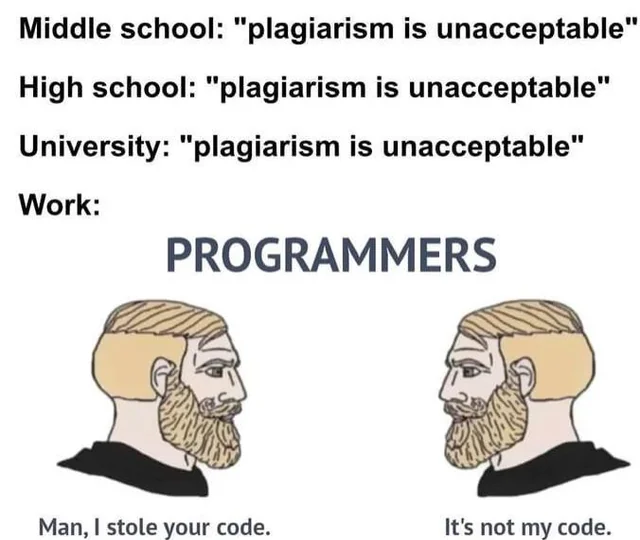 Middle school: "plagiarism is unacceptable"
High school: "plagiarism is unacceptable"
University: "plagiarism is unacceptable"
Work:
PROGRAMMERS
Man, I stole your code.
It's not my code.